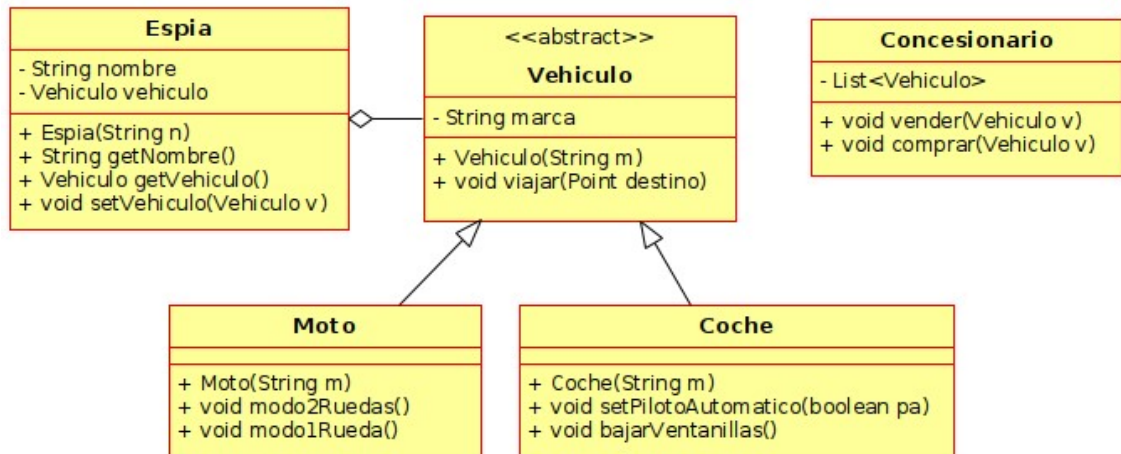 Espia
- String nombre
- Vehiculo vehiculo
+ Espia(String n)
+ String getNombre()
+ Vehiculo getVehiculo()
+ void setVehiculo(Vehiculo v)
<<abstract>>
Vehiculo
- String marca
+ Vehiculo(String m)
+ void viajar(Point destino)
Concesionario
- List<Vehiculo>
+ void vender(Vehiculo v)
+ void comprar(Vehiculo v)
Moto
+ Moto(String m)
+ void modo2Ruedas()
+ void modo1Rueda()
Coche
+ Coche(String m)
+ void setPilotoAutomatico(boolean pa)
+ void bajarVentanillas()